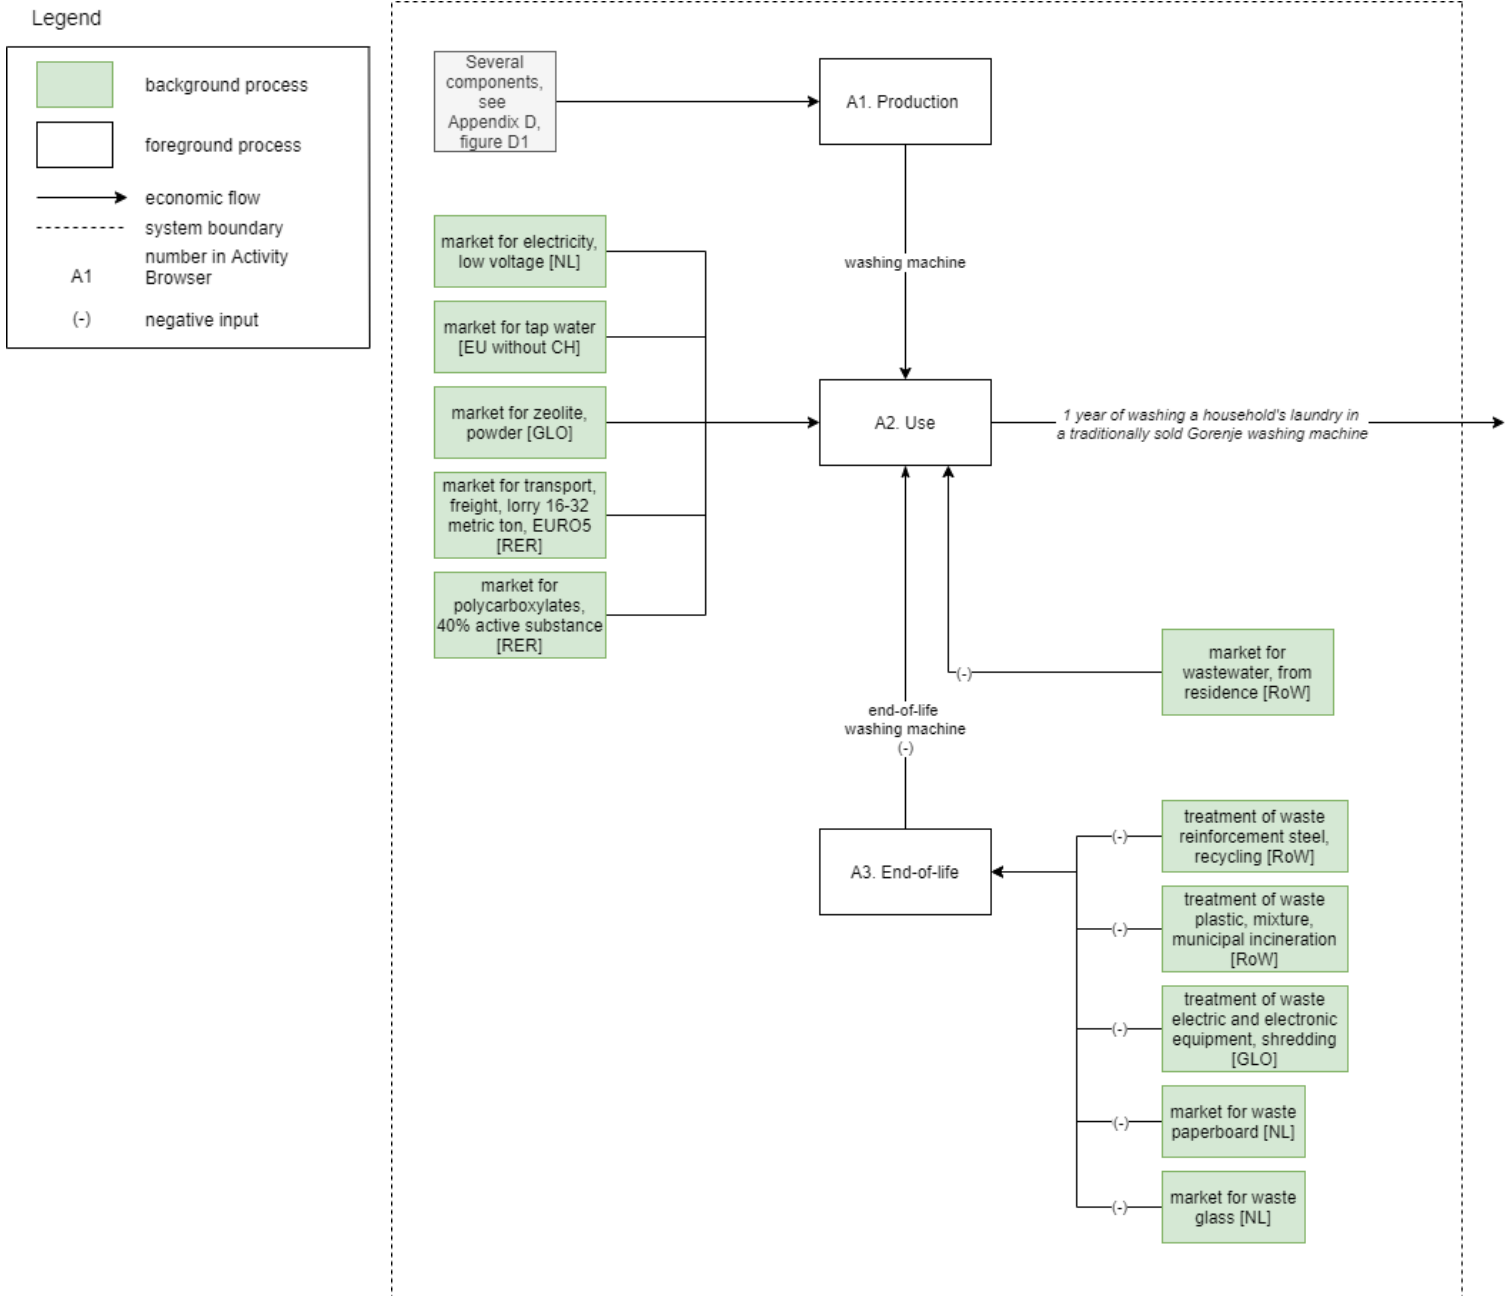 Legend
background process
foreground process
economic flow
system boundary
A1
number in Activity
Browser
(-)
negative input
Several
components,
see
Appendix D,
figure D1
A1. Production
washing machine
market for electricity,
low voltage [NL]
market for tap water
[EU without CH]
market for zeolite,
powder [GLO]
market for transport,
freight, lorry 16-32
metric ton, EURO5
[RER]
market for
polycarboxylates,
40% active substance
[RER]
A2. Use
1 year of washing a household's laundry in
a traditionally sold Gorenje washing machine
(-)
market for
wastewater, from
residence [RoW]
end-of-life
washing machine
(-)
A3. End-of-life
(-)
treatment of waste
reinforcement steel,
recycling [RoW]
(-)
treatment of waste
plastic, mixture,
municipal incineration
[RoW]
(-)
treatment of waste
electric and electronic
equipment, shredding
[GLO]
(-)
market for waste
paperboard [NL]
(-)
market for waste
glass [NL]